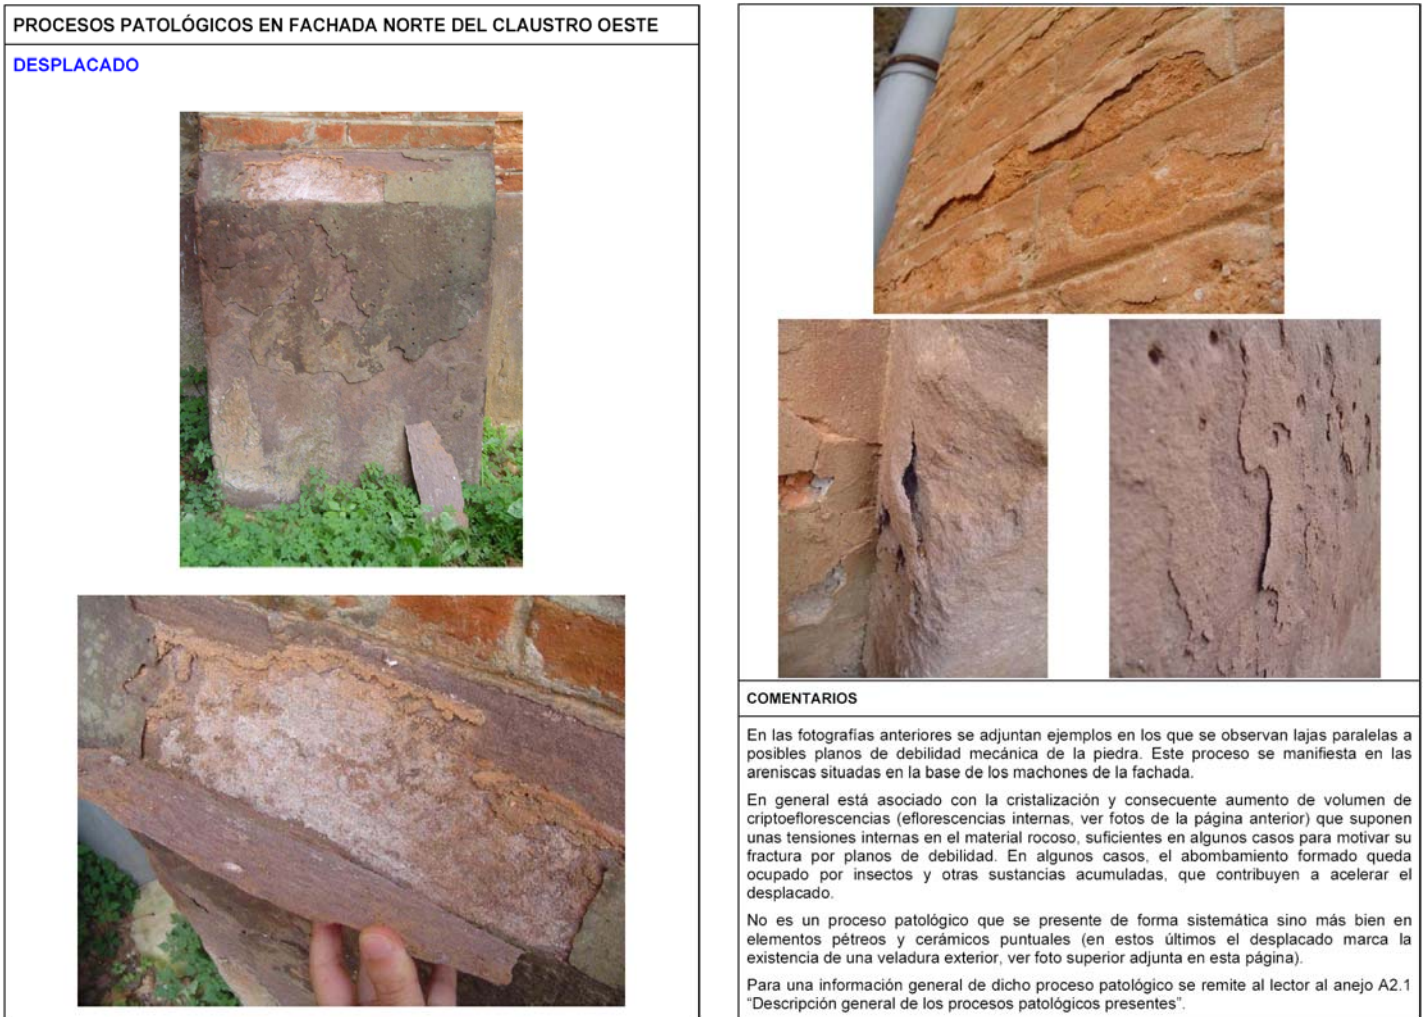 PROCESOS PATOLÓGICOS EN FACHADA NORTE DEL CLAUSTRO OESTE
DESPLACADO
COMENTARIOS
En las fotografías anteriores se adjuntan ejemplos en los que se observan lajas paralelas a
posibles planos de debilidad mecánica de la piedra. Este proceso se manifiesta en las
areniscas situadas en la base de los machones de la fachada.
En general está asociado con la cristalización y consecuente aumento de volumen de
criptoeflorescencias (eflorescencias internas, ver fotos de la página anterior) que suponen
unas tensiones internas en el material rocoso, suficientes en algunos casos para motivar su
fractura por planos de debilidad. En algunos casos, el abombamiento formado queda
ocupado por insectos y otras sustancias acumuladas, que contribuyen a acelerar el
desplacado.
No es un proceso patológico que se presente de forma sistemática sino más bien en
elementos pétreos y cerámicos puntuales (en estos últimos el desplacado marca la
existencia de una veladura exterior, ver foto superior adjunta en esta página).
Para una información general de dicho proceso patológico se remite al lector al anejo A2.1
“Descripción general de los procesos patológicos presentes”.